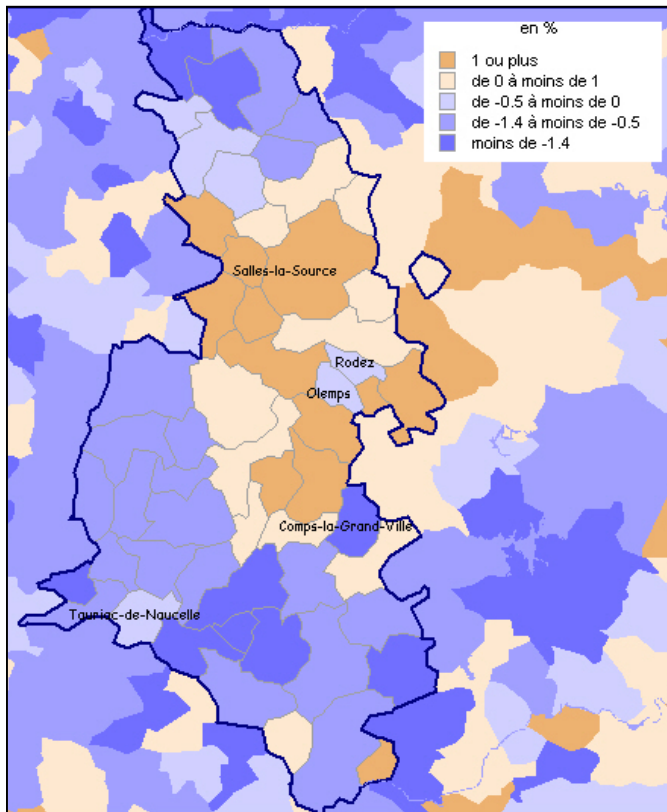 en %
1 ou plus
de 0 à moins de 1
de -0.5 à moins de 0
de -1.4 à moins de -0.5
moins de -1.4
Salles-la-Source
Rodez
Olemps
Comps-la-Grand-Ville
Tauriac-de-Naucelle